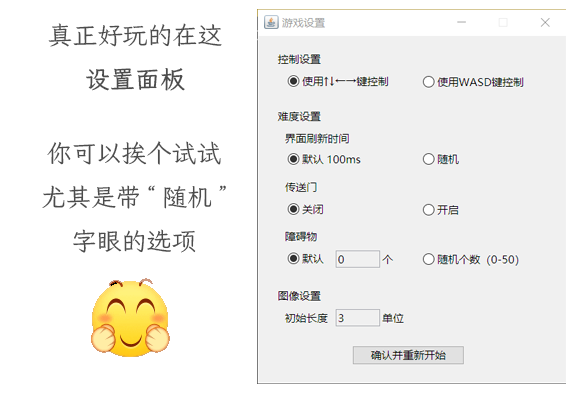 真正好玩的在这
设置面板
你可以挨个试试
尤其是带“随机”
字眼的选项
游戏设置
控制设置
使用↑↓←→键控制 使用WASD键控制
难度设置
界面刷新时间
默认 100ms 随机
传送门
关闭 开启
障碍物
默认 0 个 随机个数（0-50）
图像设置
初始长度 3 单位
确认并重新开始